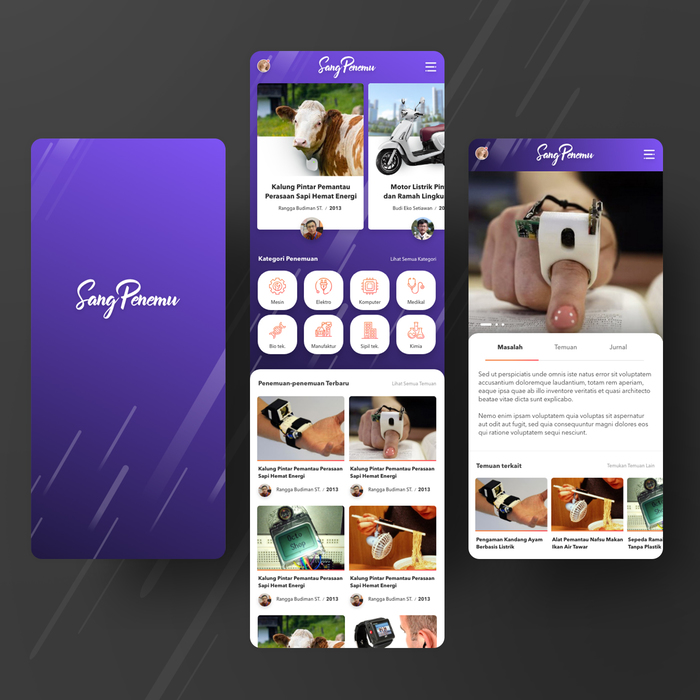 Sang Penemu
Sang Penemu
Kalung Pintar Pemantau
Perasaan Sapi Hemat Energi
Rangga Budiman ST. / 2013
Motor Listrik Pin
dan Ramah Lingku
Budi Eko Setiawan / 20
Kategori Penemuan
Lihat Semua Kategori
Mesin
Elektro
Komputer
Medikal
Bio tek.
Manufaktur
Sipil tek.
Kimia
Penemuan-penemuan Terbaru
Lihat Semua Temuan
Kalung Pintar Pemantau Perasaan
Sapi Hemat Energi
Rangga Budiman ST. / 2013
Kalung Pintar Pemantau Perasaan
Sapi Hemat Energi
Rangga Budiman ST. / 2013
Kalung Pintar Pemantau Perasaan
Sapi Hemat Energi
Rangga Budiman ST. / 2013
Kalung Pintar Pemantau Perasaan
Sapi Hemat Energi
Rangga Budiman ST. / 2013
Sang Penemu
Masalah
Temuan
Jurnal
Sed ut perspiciatis unde omnis iste natus error sit voluptatem
accusantium doloremque laudantium, totam rem aperiam,
eaque ipsa quae ab illo inventore veritatis et quasi architecto
beatae vitae dicta sunt explicabo.
Nemo enim ipsam voluptatem quia voluptas sit aspernatur
aut odit aut fugit, sed quia consequuntur magni dolores eos
qui ratione voluptatem sequi nesciunt.
Temuan terkait
Temukan Temuan Lain
Pengaman Kandang Ayam
Berbasis Listrik
Alat Pemantau Nafsu Makan
Ikan Air Tawar
Sepeda Rama
Tanpa Plastik